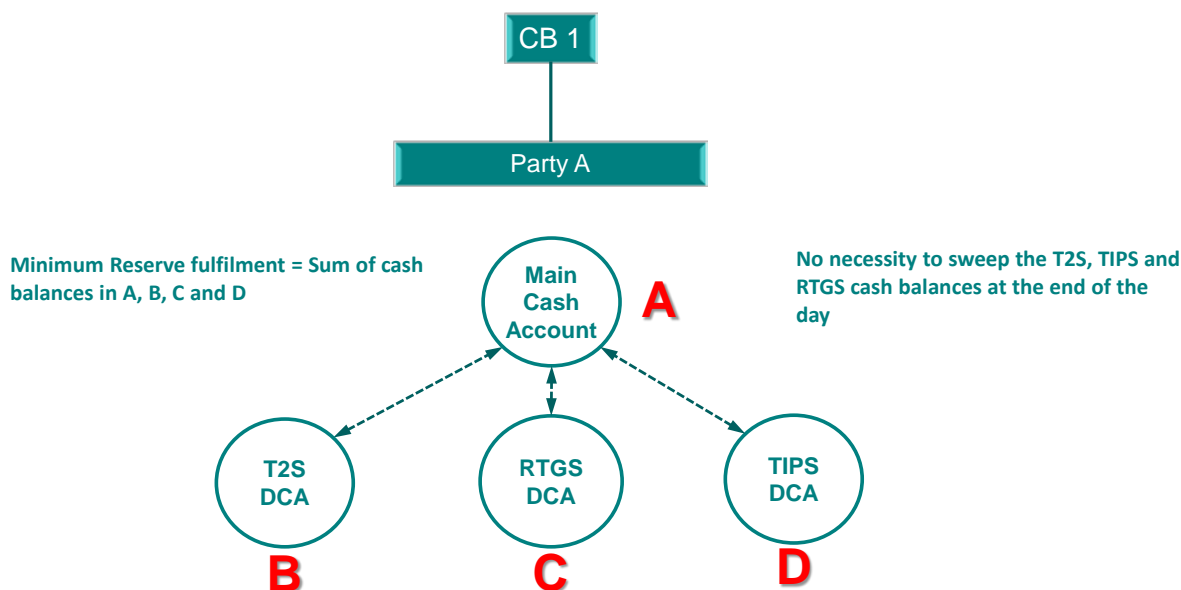 CB 1
Party A
Minimum Reserve fulfilment = Sum of cash
balances in A, B, C and D
No necessity to sweep the T2S, TIPS and
RTGS cash balances at the end of the
day
Main
Cash
Account
A
T2S
DCA
RTGS
DCA
TIPS
DCA
B
C
D